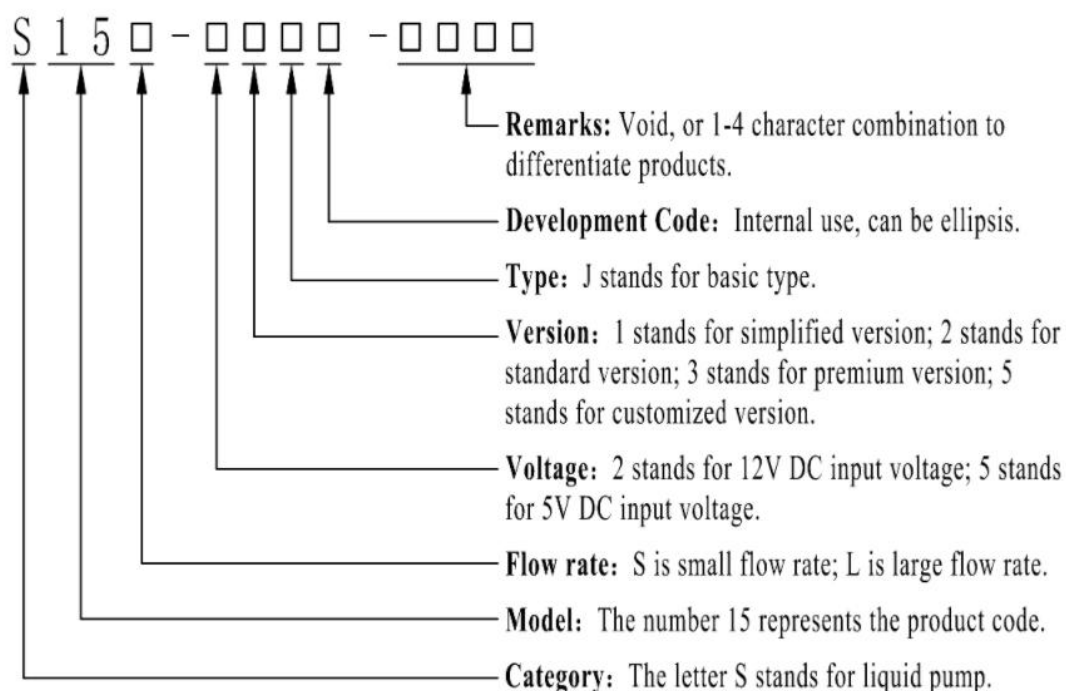 S 15□-□□□□-□□□□
Remarks: Void, or 1-4 character combination to
differentiate products.
Development Code: Internal use, can be ellipsis.
Type: J stands for basic type.
Version: 1 stands for simplified version; 2 stands for
standard version; 3 stands for premium version; 5
stands for customized version.
Voltage: 2 stands for 12V DC input voltage; 5 stands
for 5V DC input voltage.
Flow rate: S is small flow rate; L is large flow rate.
Model: The number 15 represents the product code.
Category: The letter S stands for liquid pump.